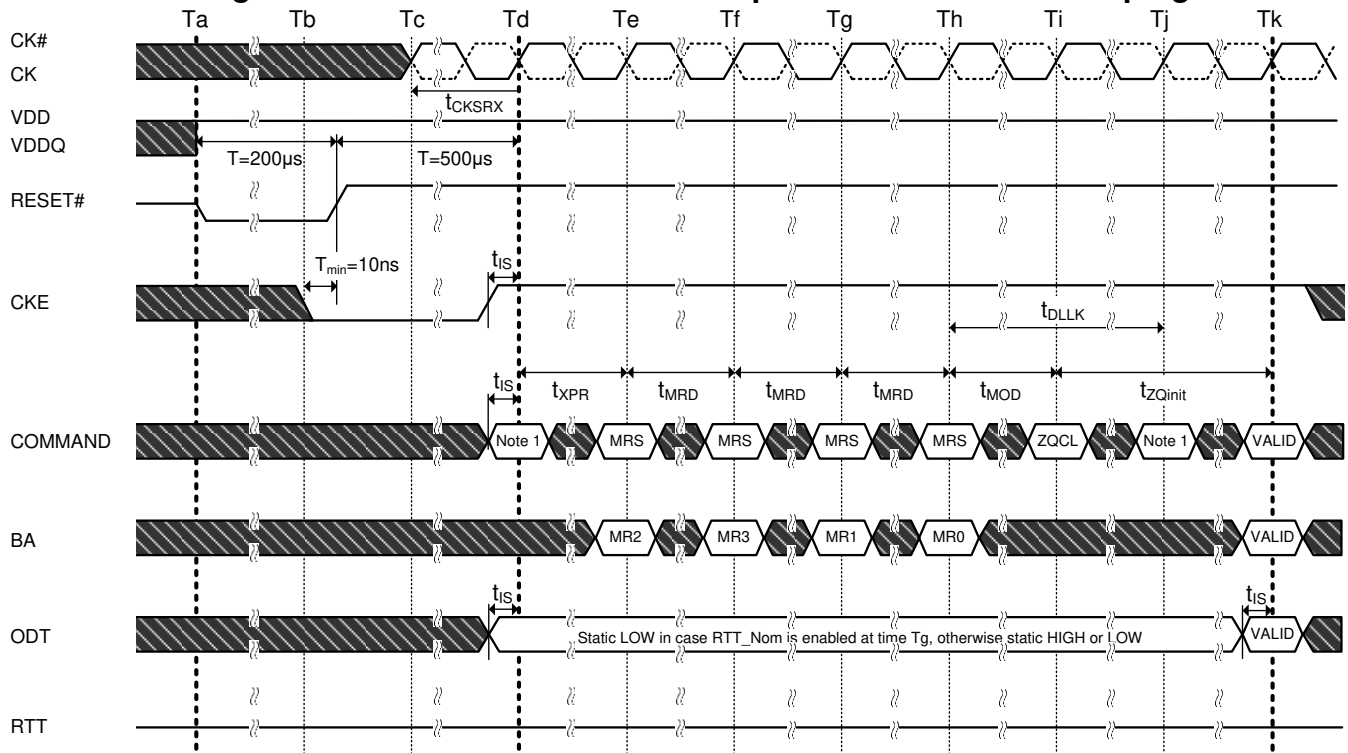 Ta Tb Tc Td Te Tf Tg Th Ti Tj Tk
CK#
CK
tCKSRX
VDD
VDDQ
T=200µs T=500µs
RESET#
Tmin=10ns tIS
CKE
tDLLK
tIS tXPR tMRD tMRD tMRD tMOD tZQinit
COMMAND Note 1 MRS MRS MRS MRS ZQCL Note 1 VALID
BA MR2 MR3 MR1 MR0 VALID
tIS tIS
ODT Static LOW in case RTT_Nom is enabled at time Tg, otherwise static HIGH or LOW VALID
RTT